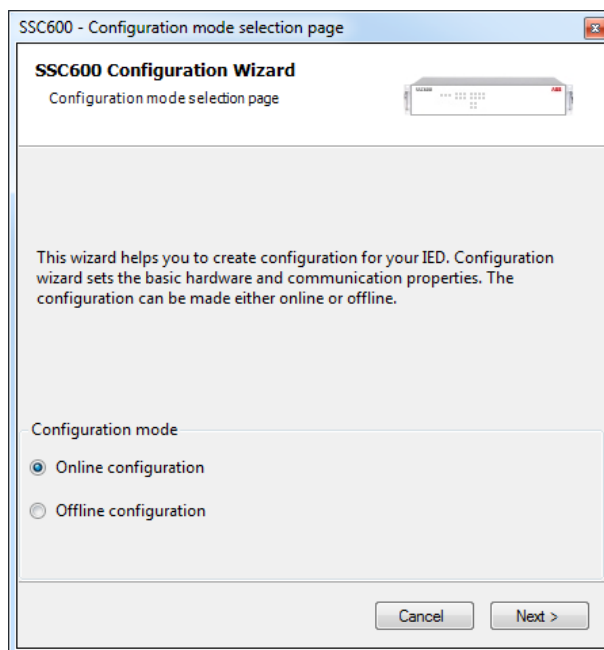 SSC600 - Configuration mode selection page
SSC600 Configuration Wizard
Configuration mode selection page
SSC600
ABB
This wizard helps you to create configuration for your IED. Configuration
wizard sets the basic hardware and communication properties. The
configuration can be made either online or offline.
Configuration mode
Online configuration
Offline configuration
Cancel
Next >